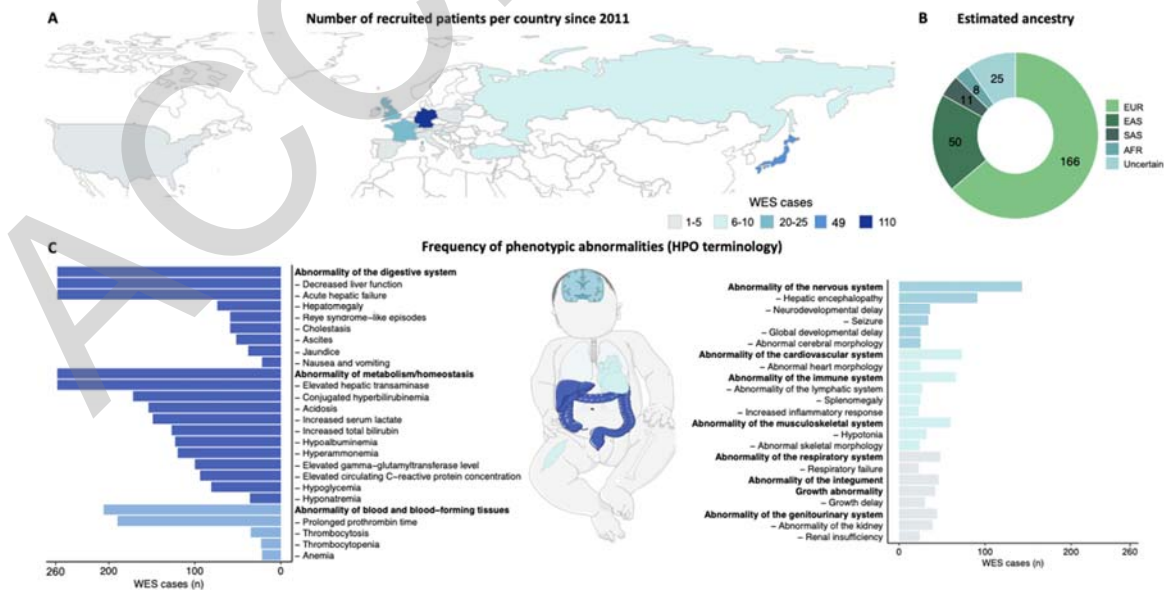 ACC
A
Number of recruited patients per country since 2011
WES cases
1-5
6-10
20-25
49
110
B
Estimated ancestry
166
50
11
8
25
EUR
EAS
SAS
AFR
Uncertain
C
Frequency of phenotypic abnormalities (HPO terminology)
Abnormality of the digestive system
– Decreased liver function
– Acute hepatic failure
– Hepatomegaly
– Reye syndrome–like episodes
– Cholestasis
– Ascites
– Jaundice
– Nausea and vomiting
Abnormality of metabolism/homeostasis
– Elevated hepatic transaminase
– Conjugated hyperbilirubinemia
– Acidosis
– Increased serum lactate
– Increased total bilirubin
– Hypoalbuminemia
– Hyperammonemia
– Elevated gamma–glutamyltransferase level
– Elevated circulating C–reactive protein concentration
– Hypoglycemia
– Hyponatremia
Abnormality of blood and blood–forming tissues
– Prolonged prothrombin time
– Thrombocytosis
– Thrombocytopenia
– Anemia
260
200
100
0
WES cases (n)
Abnormality of the nervous system
– Hepatic encephalopathy
– Neurodevelopmental delay
– Seizure
– Global developmental delay
– Abnormal cerebral morphology
Abnormality of the cardiovascular system
– Abnormal heart morphology
Abnormality of the immune system
– Abnormality of the lymphatic system
– Splenomegaly
– Increased inflammatory response
Abnormality of the musculoskeletal system
– Hypotonia
– Abnormal skeletal morphology
Abnormality of the respiratory system
– Respiratory failure
Abnormality of the integument
Growth abnormality
– Growth delay
Abnormality of the genitourinary system
– Abnormality of the kidney
– Renal insufficiency
0
100
200
260
WES cases (n)